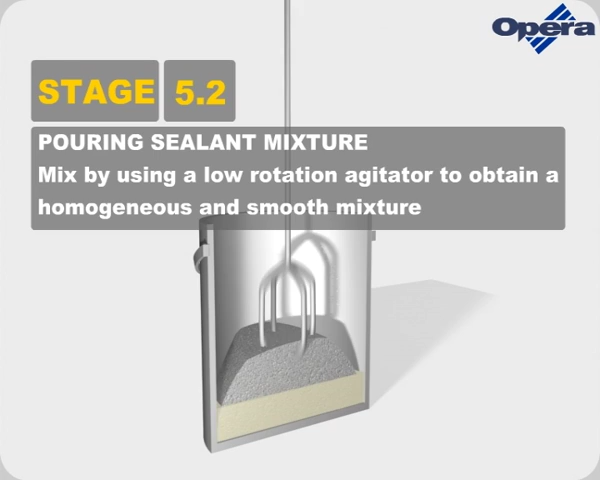 Opera
STAGE 5.2
POURING SEALANT MIXTURE
Mix by using a low rotation agitator to obtain a
homogeneous and smooth mixture